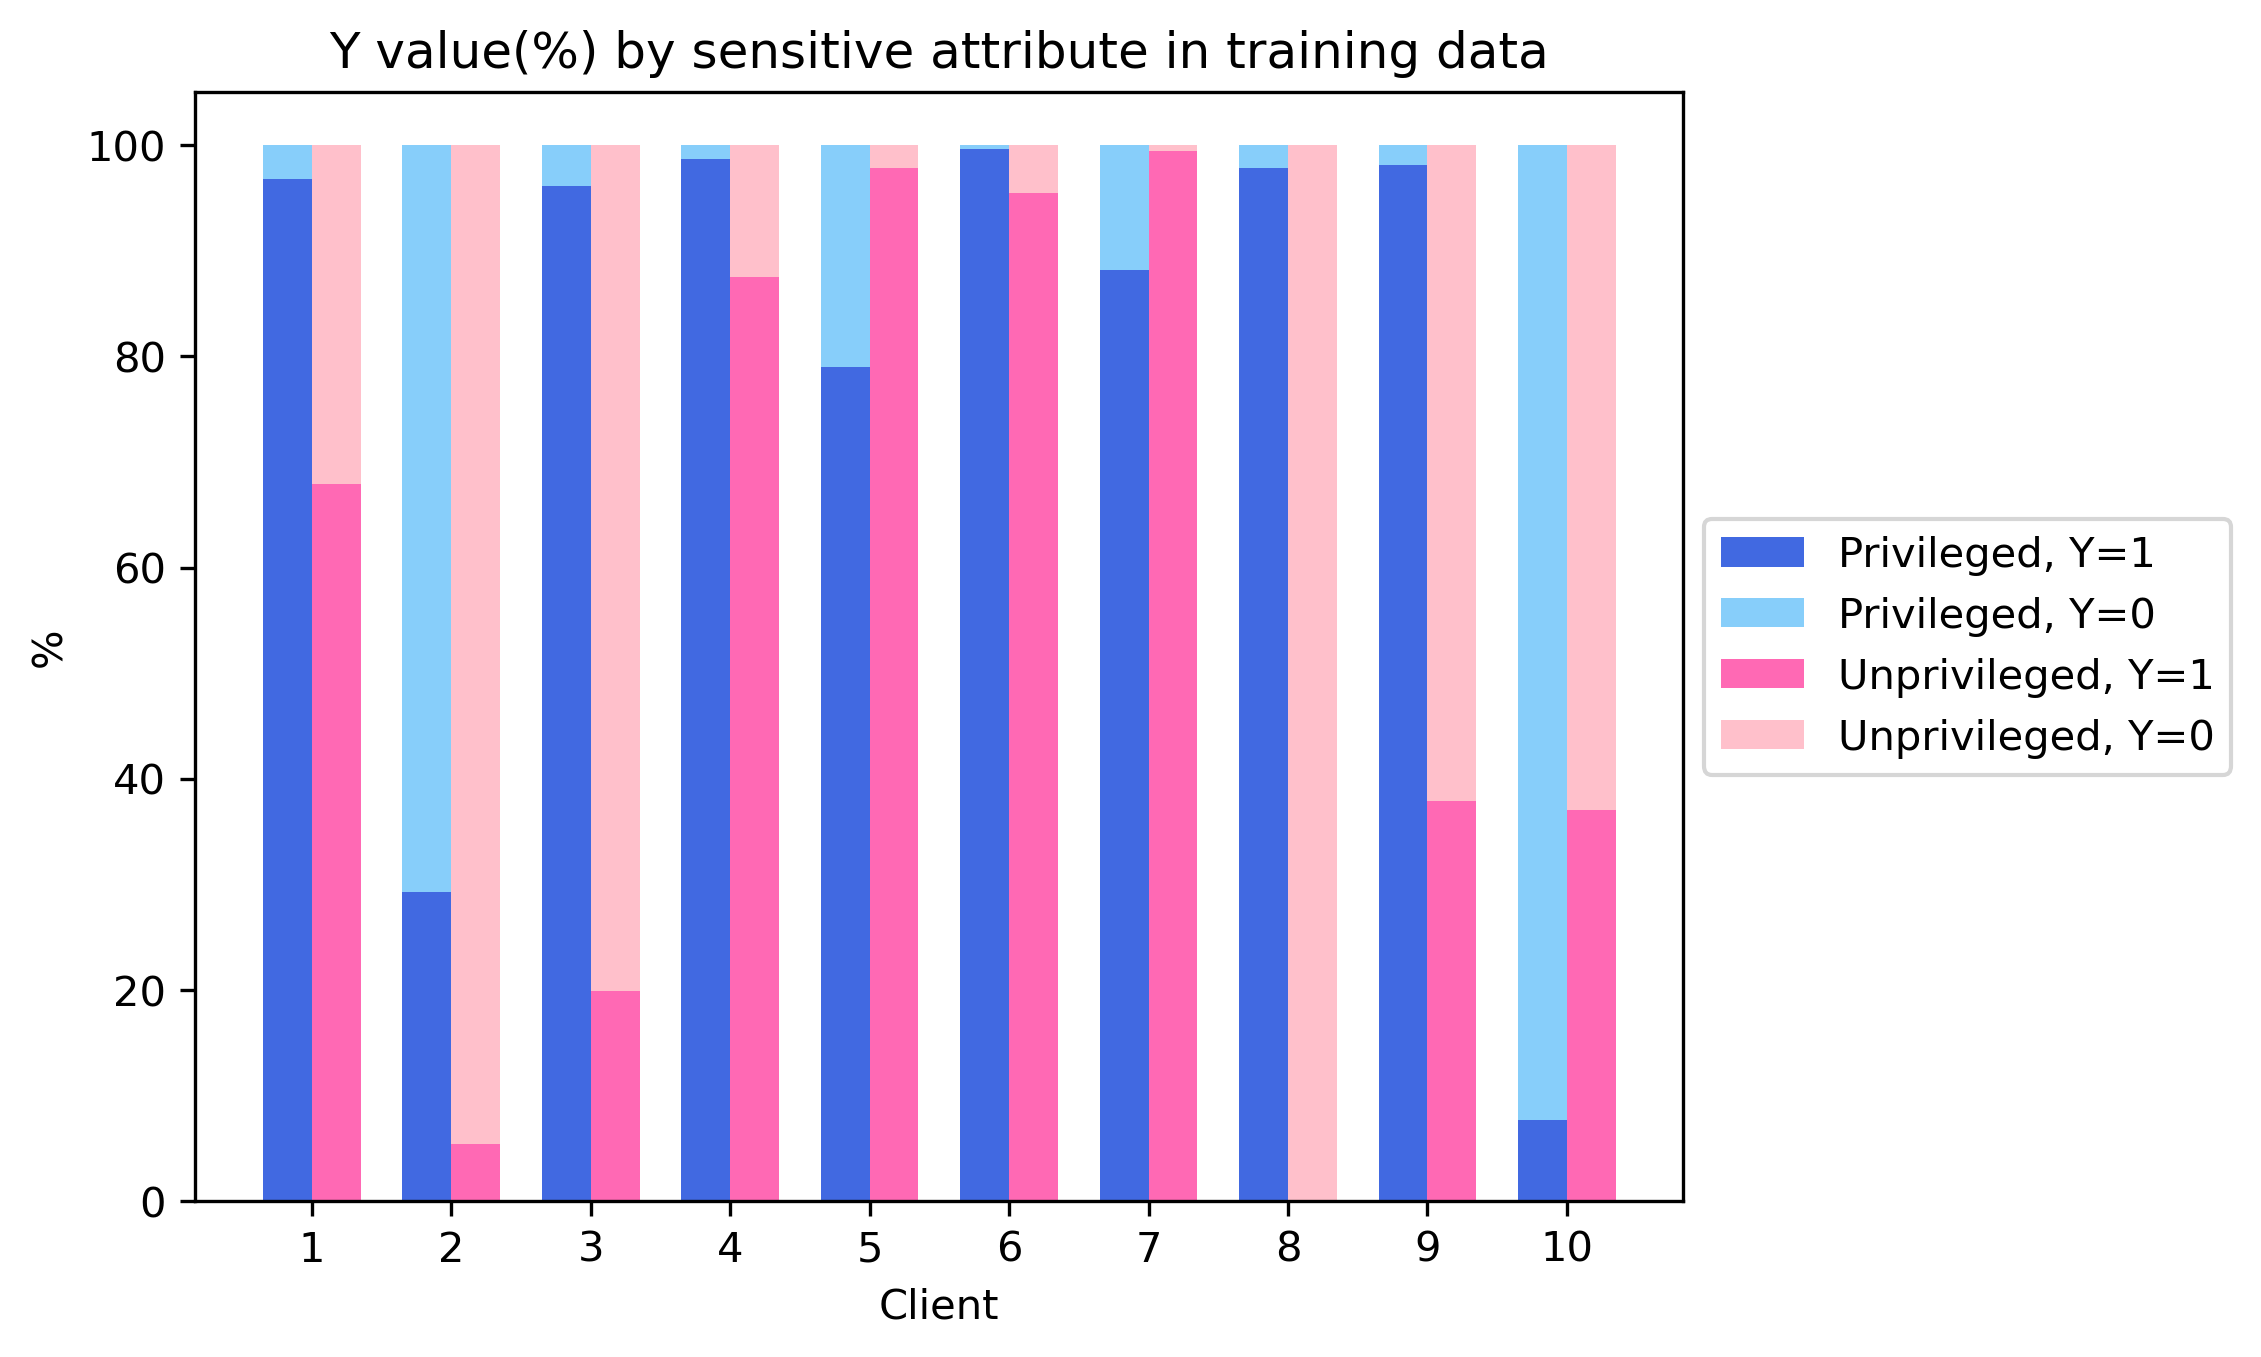 Y value(%) by sensitive attribute in training data
100
80
60
40
20
0
%
1 2 3 4 5 6 7 8 9 10
Client
Privileged, Y=1
Privileged, Y=0
Unprivileged, Y=1
Unprivileged, Y=0